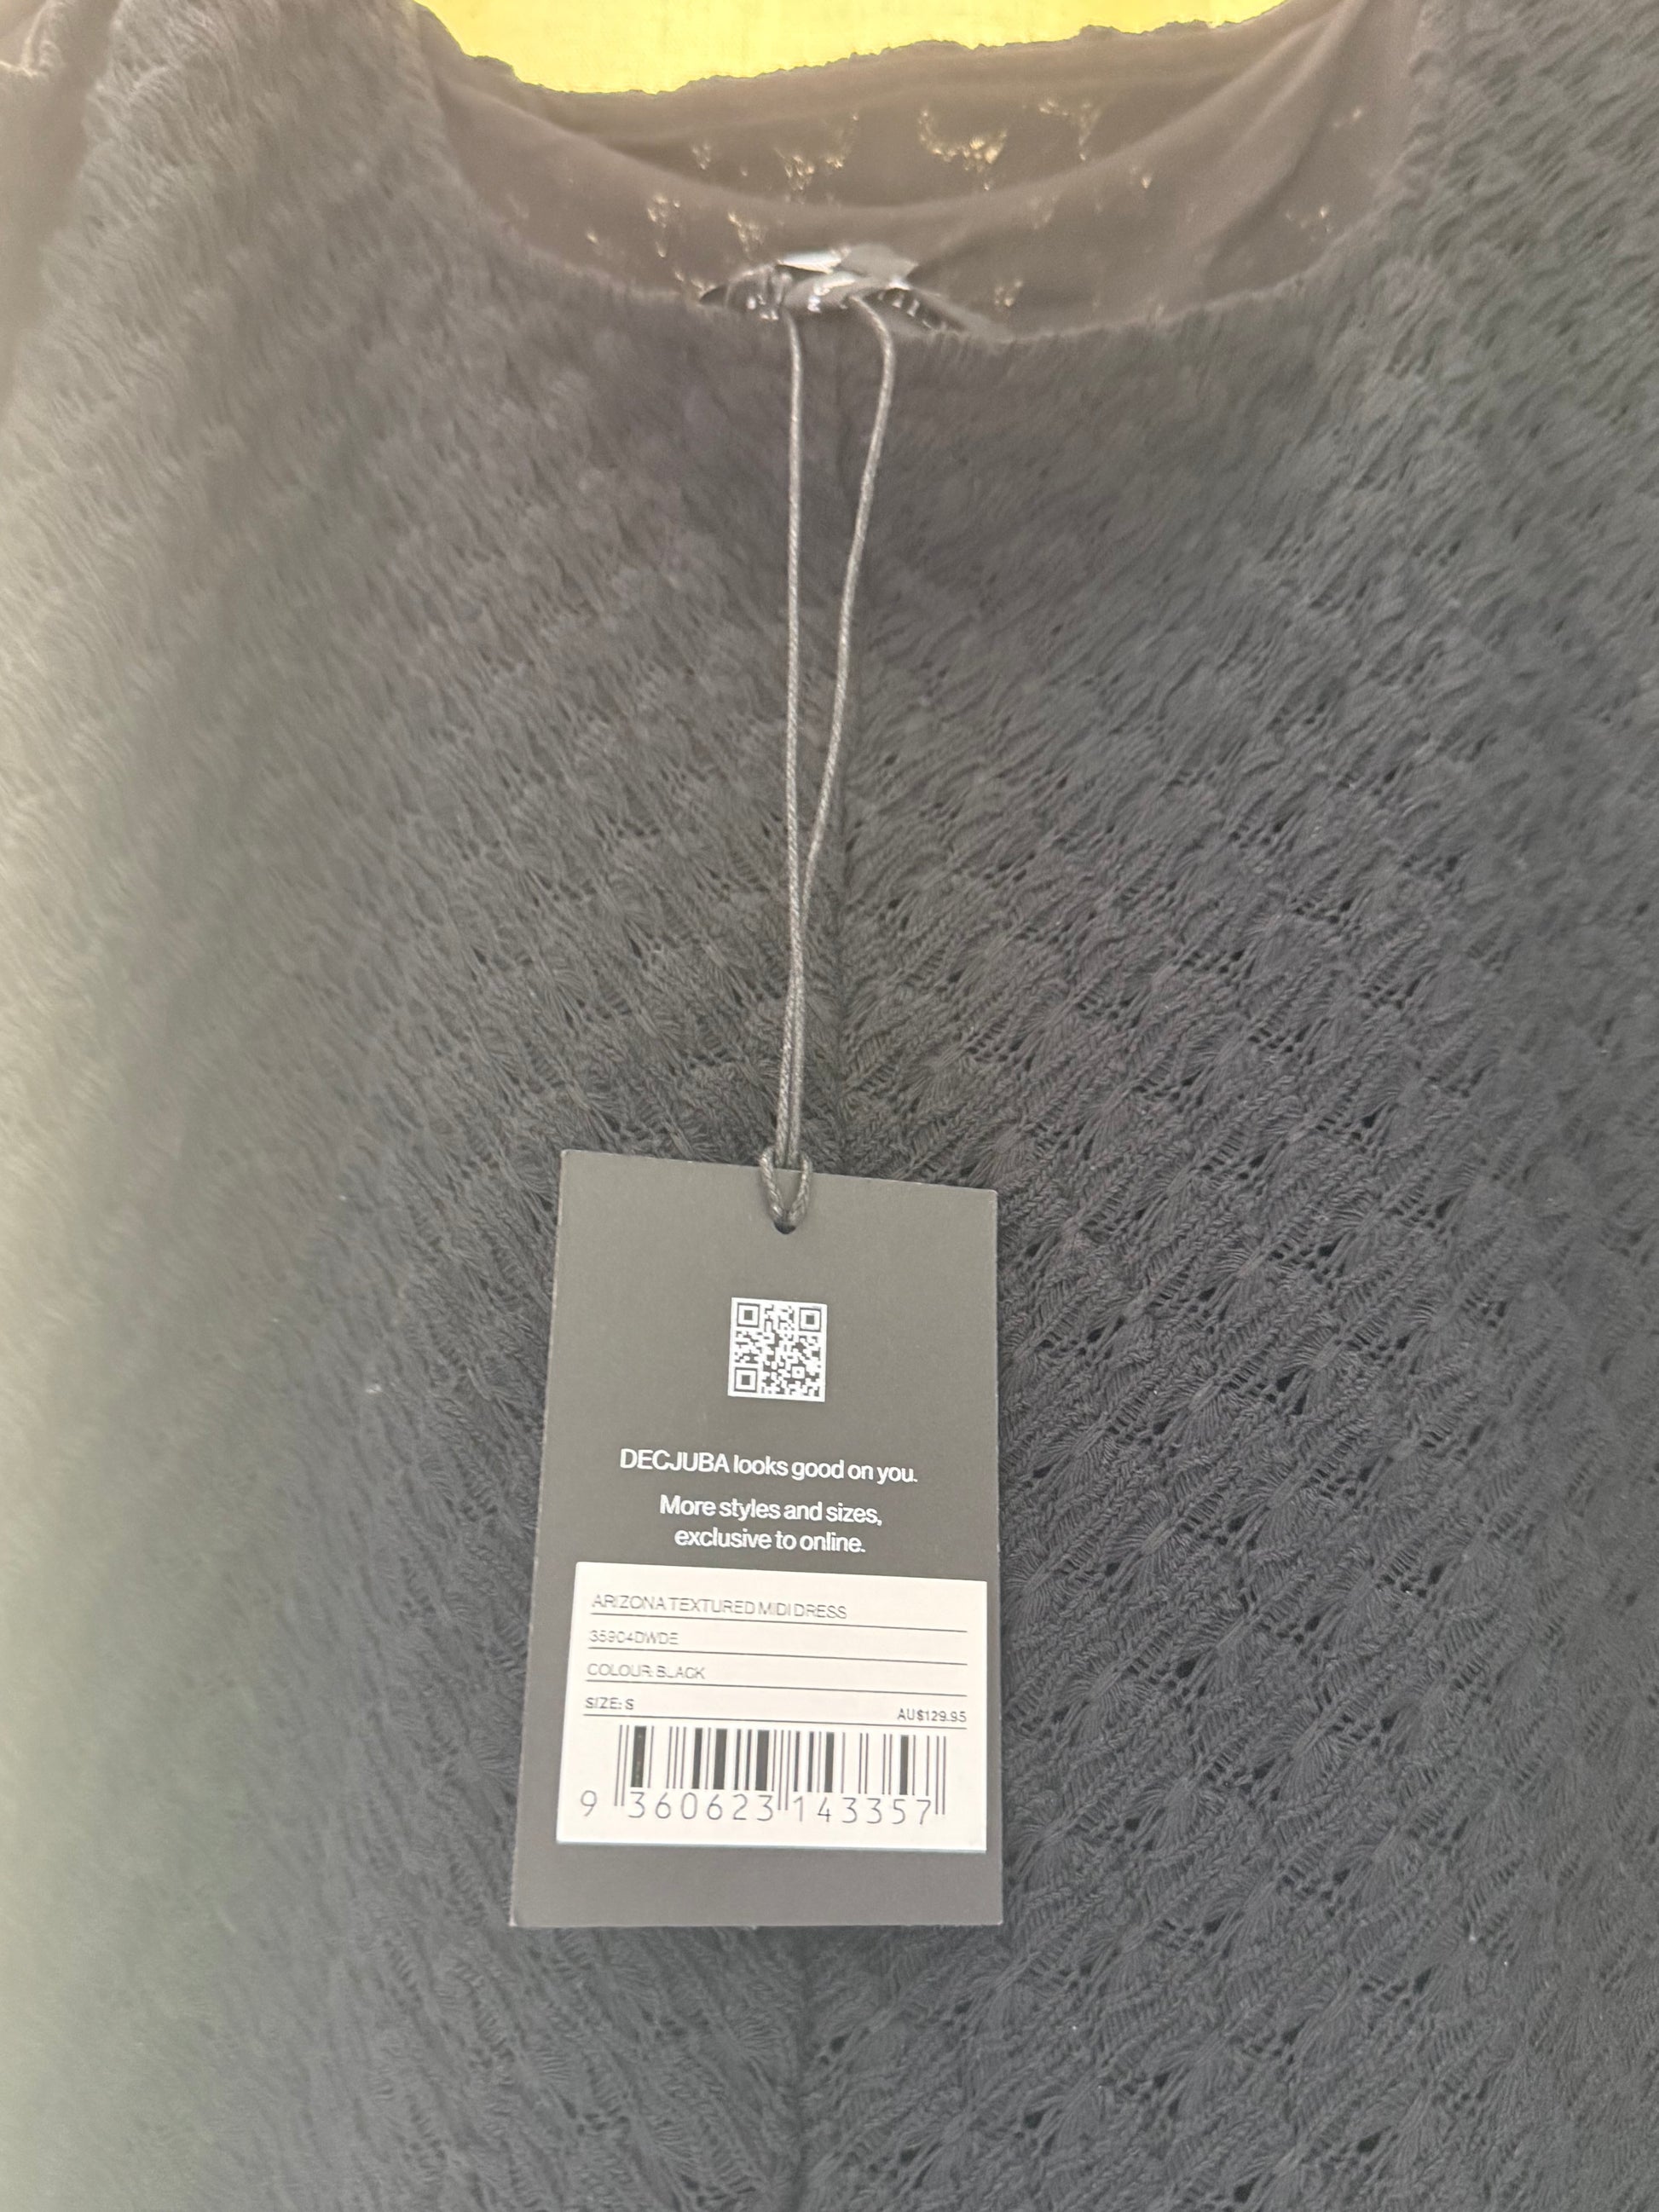 DECJUBA looks good on you.
More styles and sizes,
exclusive to online.
ARIZONA TEXTURED MIDI DRESS
35904DWDE
COLOUR: BLACK
SIZE: S AU$129.95
9 360623 143357